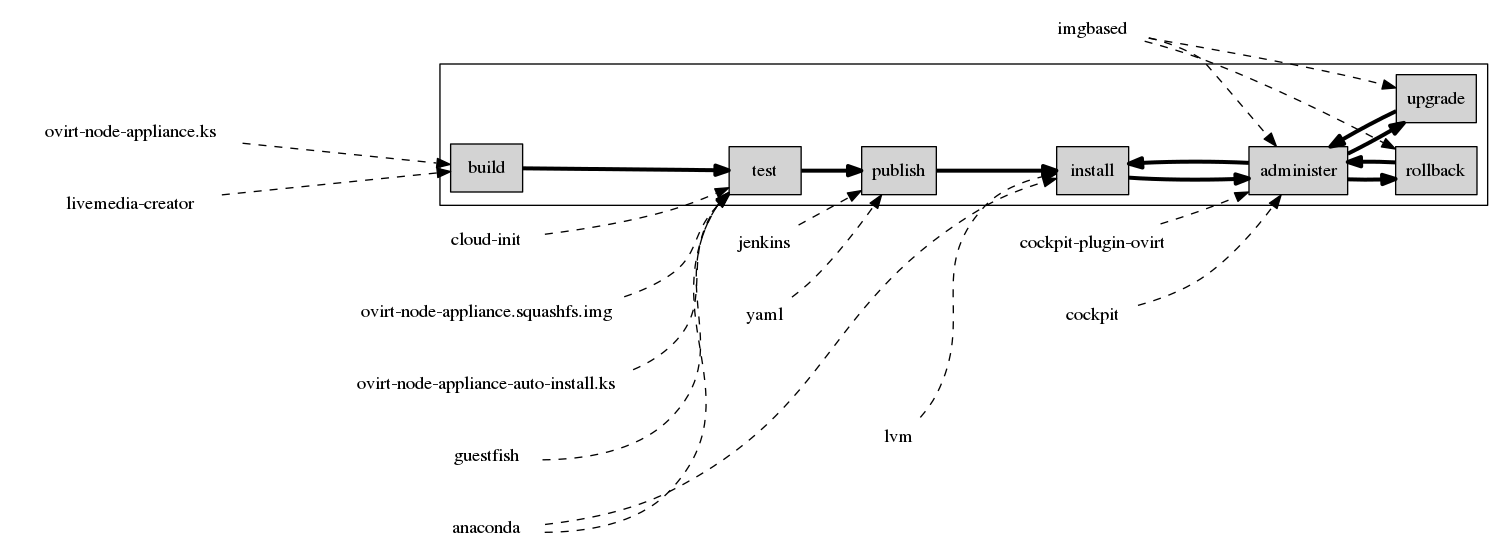 imgbased
upgrade
ovirt-node-appliance.ks
build
test
publish
install
administer
rollback
livemedia-creator
cloud-init
jenkins
cockpit-plugin-ovirt
ovirt-node-appliance.squashfs.img
yaml
cockpit
ovirt-node-appliance-auto-install.ks
lvm
guestfish
anaconda